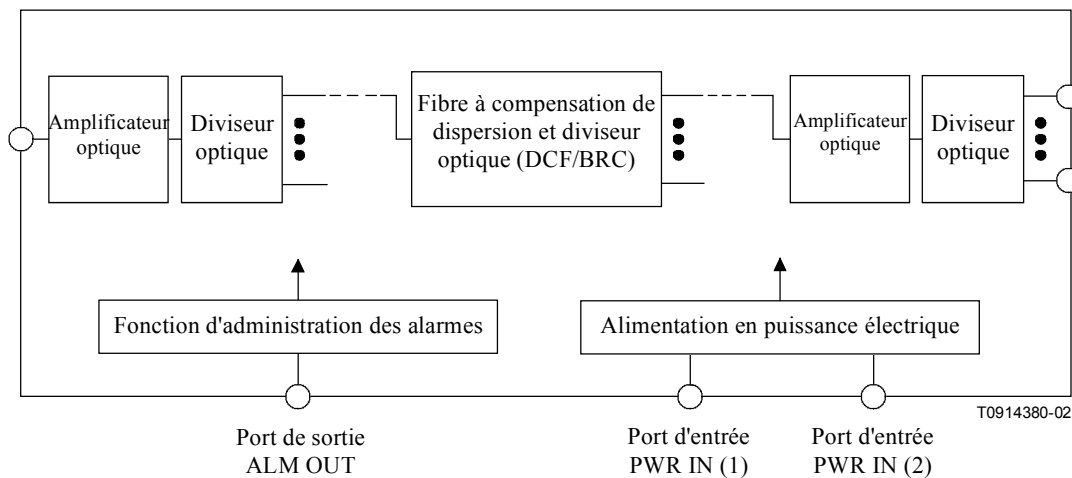 Amplificateur
optique
Diviseur
optique
Fibre à compensation de
dispersion et diviseur
optique (DCF/BRC)
Amplificateur
optique
Diviseur
optique
Fonction d'administration des alarmes
Alimentation en puissance électrique
T0914380-02
Port de sortie
ALM OUT
Port d'entrée
PWR IN (1)
Port d'entrée
PWR IN (2)